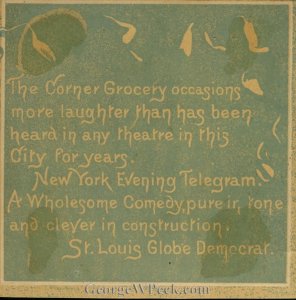 The Corner Grocery occasions
more laughter than has been
heard in any theatre in this
City for years.
New York Evening Telegram.
A Wholesome Comedy, pure in tone
and clever in construction.
St. Louis Globe Democrat.
GeorgeWPeck.com